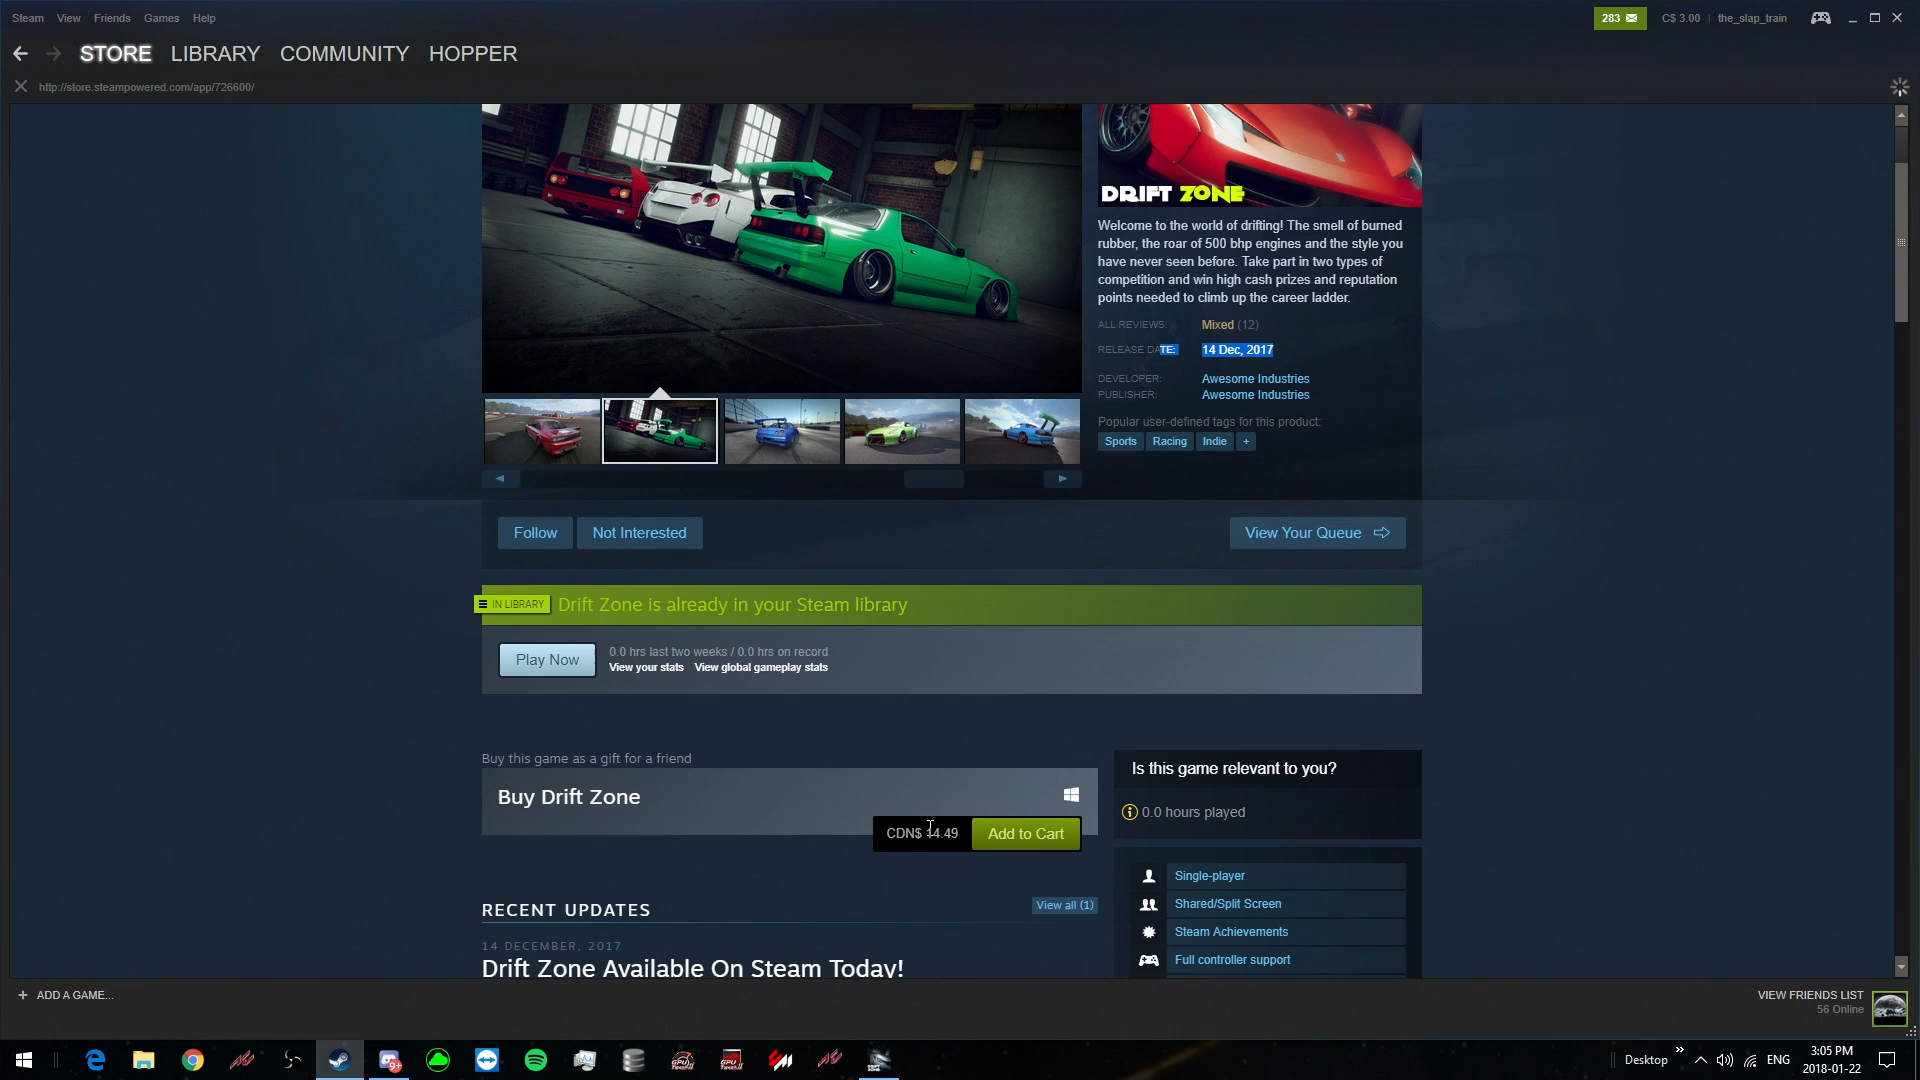 Steam View Friends Games Help
283
C$ 3.00 | the_slap_train
STORE LIBRARY COMMUNITY HOPPER
http://store.steampowered.com/app/726600/
DRIFT ZONE
Welcome to the world of drifting! The smell of burned
rubber, the roar of 500 bhp engines and the style you
have never seen before. Take part in two types of
competition and win high cash prizes and reputation
points needed to climb up the career ladder.
ALL REVIEWS: Mixed (12)
RELEASE DATE: 14 Dec, 2017
DEVELOPER: Awesome Industries
PUBLISHER: Awesome Industries
Popular user-defined tags for this product:
Sports Racing Indie +
Follow Not Interested View Your Queue
IN LIBRARY Drift Zone is already in your Steam library
Play Now
0.0 hrs last two weeks / 0.0 hrs on record
View your stats View global gameplay stats
Buy this game as a gift for a friend
Buy Drift Zone
CDN$ 14.49 Add to Cart
Is this game relevant to you?
0.0 hours played
Single-player
Shared/Split Screen
Steam Achievements
Full controller support
RECENT UPDATES View all (1)
14 DECEMBER, 2017
Drift Zone Available On Steam Today!
+ ADD A GAME...
VIEW FRIENDS LIST
56 Online
9+
Desktop
ENG
3:05 PM
2018-01-22